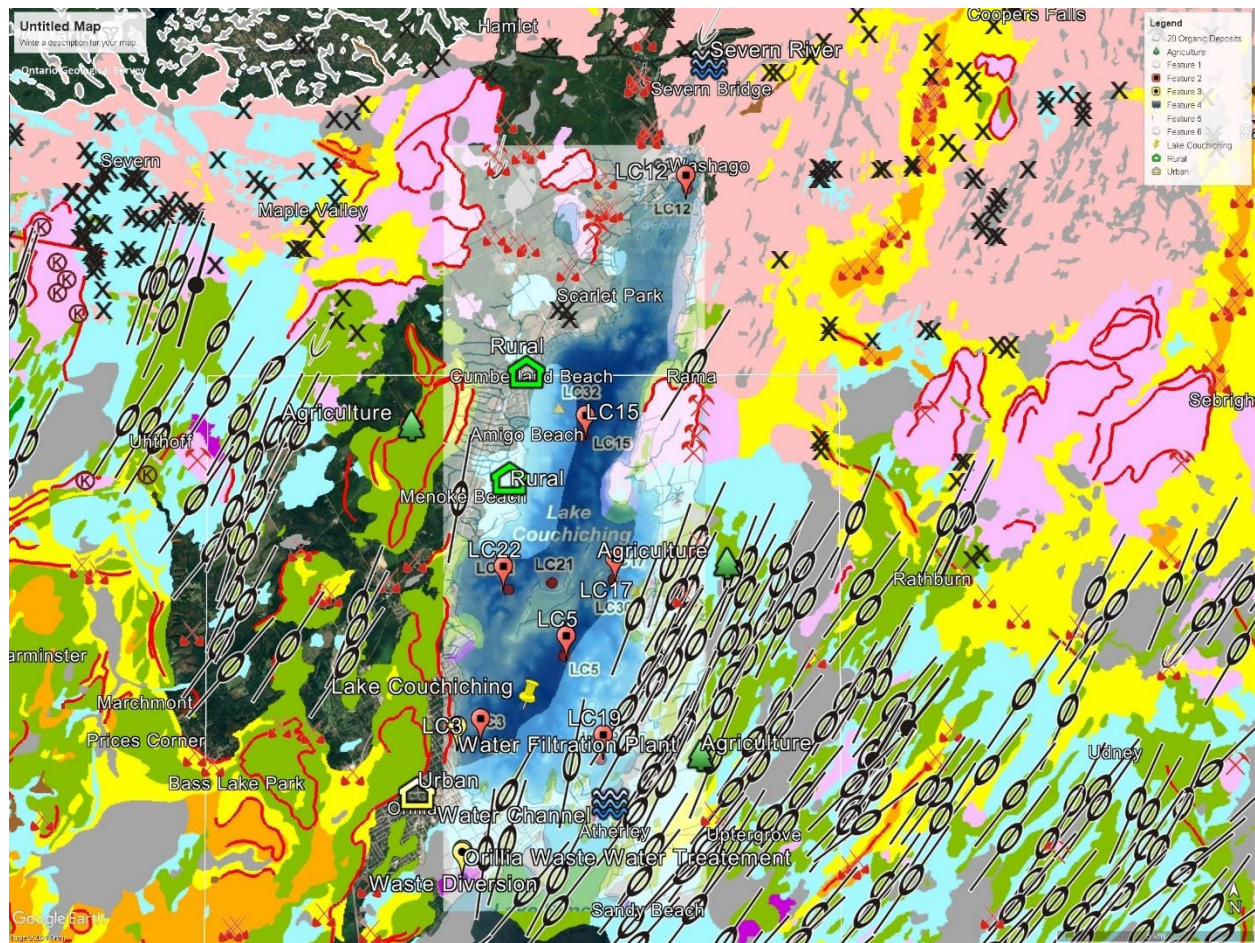 Untitled Map
Write a description for your map.
Ontario Geological Survey
Hamlet
Coopers Falls
Severn River
Severn Bridge
Legend
20 Organic Deposits
Agriculture
Feature 1
Feature 2
Feature 3
Feature 4
Feature 5
Feature 6
Lake Couchiching
Rural
Urban
Severn
Washago
LC12
LC12
Maple Valley
Scarlet Park
Rural
Cumberland Beach
Rama
LC32
Sebrigh
Agriculture
LC15
Amigo Beach
LC15
Uhthoff
Rural
Menoke Beach
Lake
Couchiching
LC22
LC21
Agriculture
Rathburn
LC17
LC5
LC5
arminster
Lake Couchiching
Marchmont
LC3
LC3
LC19
Prices Corner
Water Filtration Plant
Agriculture
Udney
Bass Lake Park
Urban
Water Channel
Atherley
Uptergrove
Orillia Waste Water Treatement
Waste Diversion
Sandy Beach
Google Earth
N
K
K
K
K
K
K
K